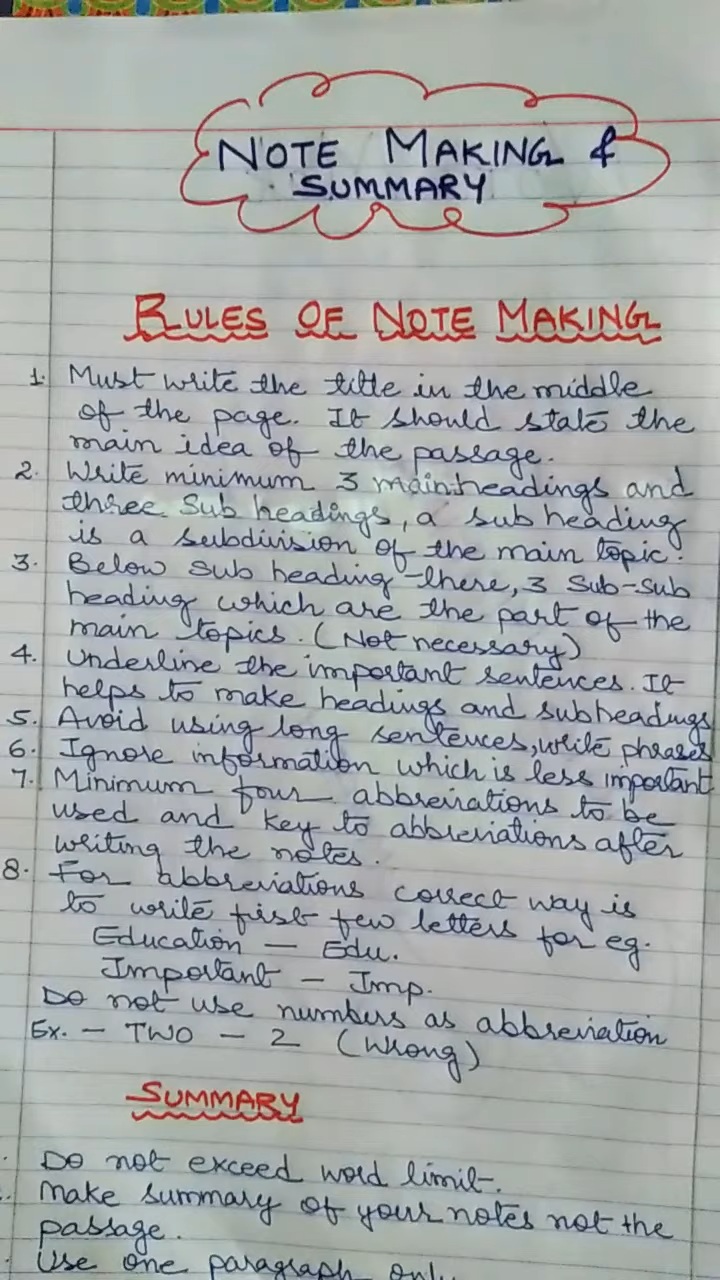 NOTE MAKING &
SUMMARY
RULES OF NOTE MAKING
1. Must write the title in the middle
of the page. It should state the
main idea of the passage.
2. Write minimum 3 main headings and
three Sub headings, a sub heading
is a subdivision of the main topic.
3. Below sub heading there, 3 Sub-sub
heading which are the part of the
main topics. (Not necessary)
4. Underline the important sentences. It
helps to make headings and subheadings
5. Avoid using long sentences, write phrases
6. Ignore information which is less important
7. Minimum four abbreviations to be
used and key to abbreviations after
writing the notes.
8. For abbreviations correct way is
to write first few letters for eg.
Education – Edu.
Important – Imp.
Do not use numbers as abbreviation
Ex. – TWO – 2 (Wrong)
SUMMARY
Do not exceed word limit.
Make summary of your notes not the
passage.
Use one paragraph only